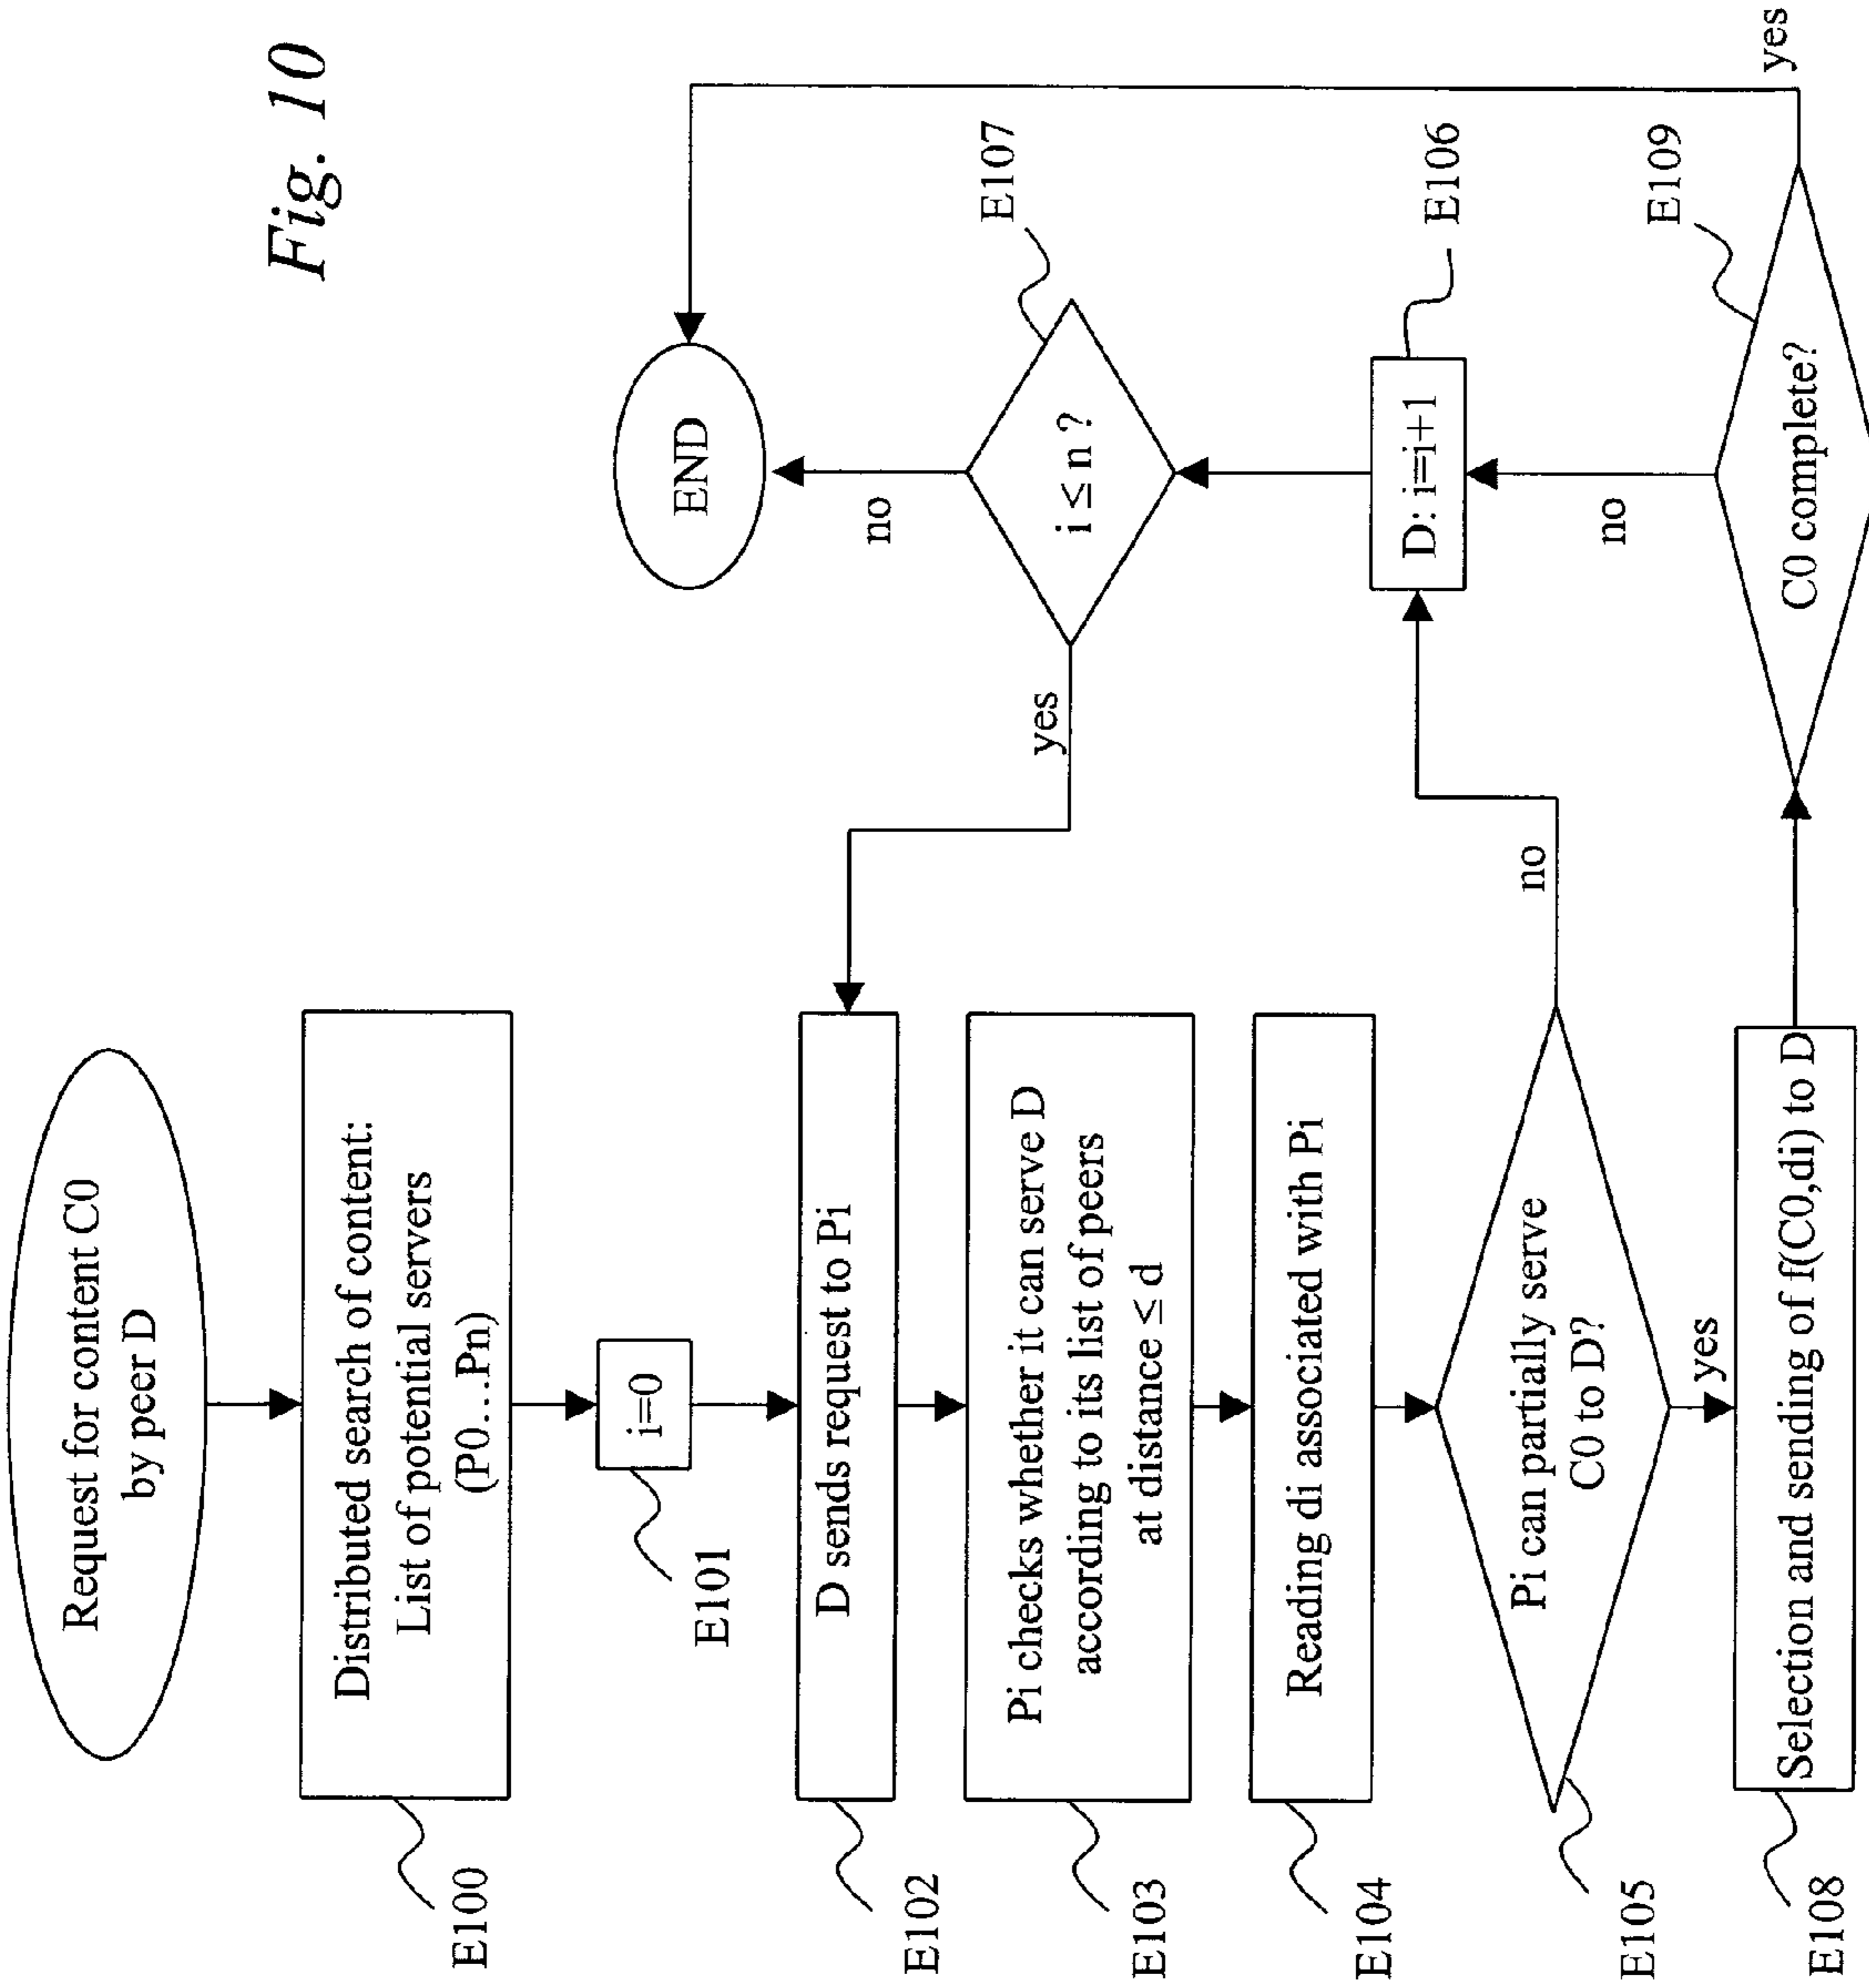 Fig. 10
Request for content C0
by peer D
Distributed search of content:
List of potential servers
(P0...Pn)
E100
i=0
E101
D sends request to Pi
E102
Pi checks whether it can serve D
according to its list of peers
at distance ≤ d
E103
Reading di associated with Pi
E104
Pi can partially serve
C0 to D?
E105
no
yes
Selection and sending of f(C0,di) to D
E108
END
no
i ≤ n ?
E107
yes
D: i=i+1
E106
no
C0 complete?
E109
yes